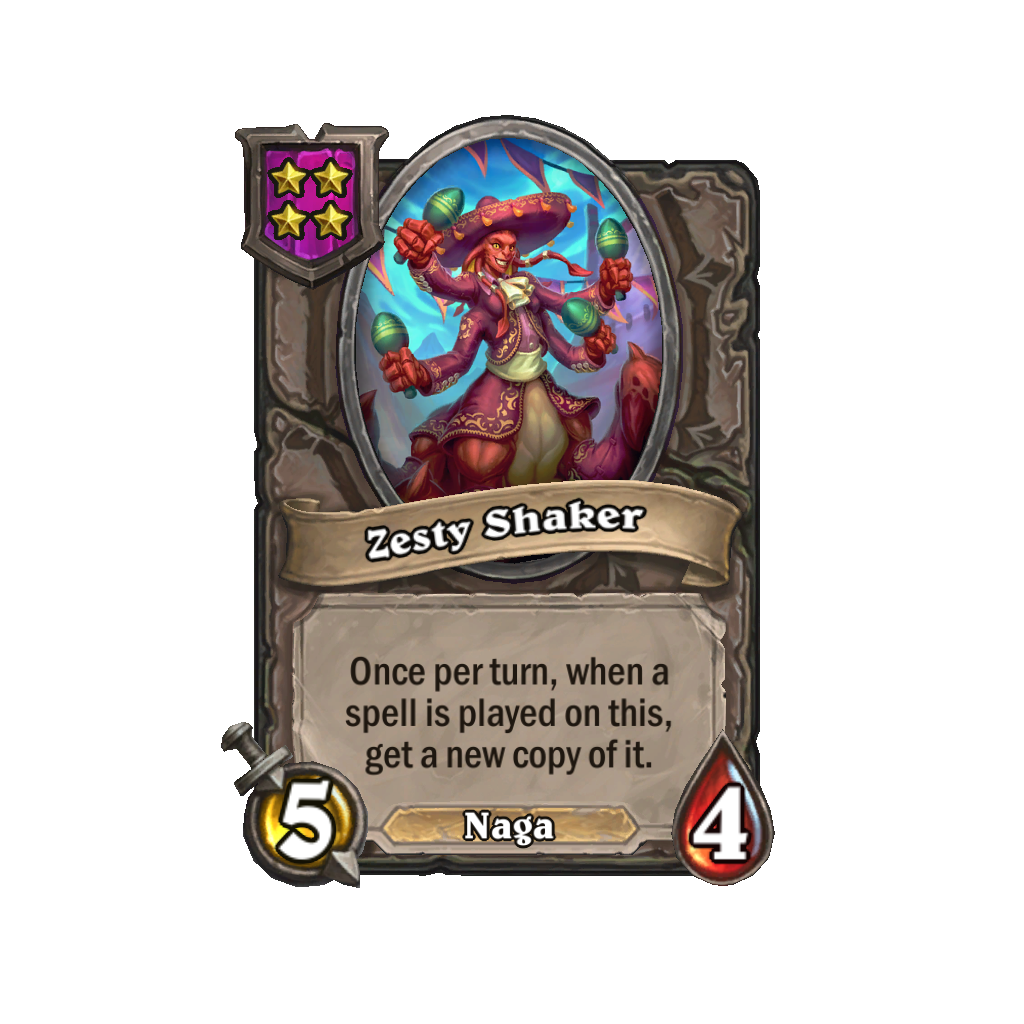 Zesty Shaker
Once per turn, when a
spell is played on this,
get a new copy of it.
5
Naga
4